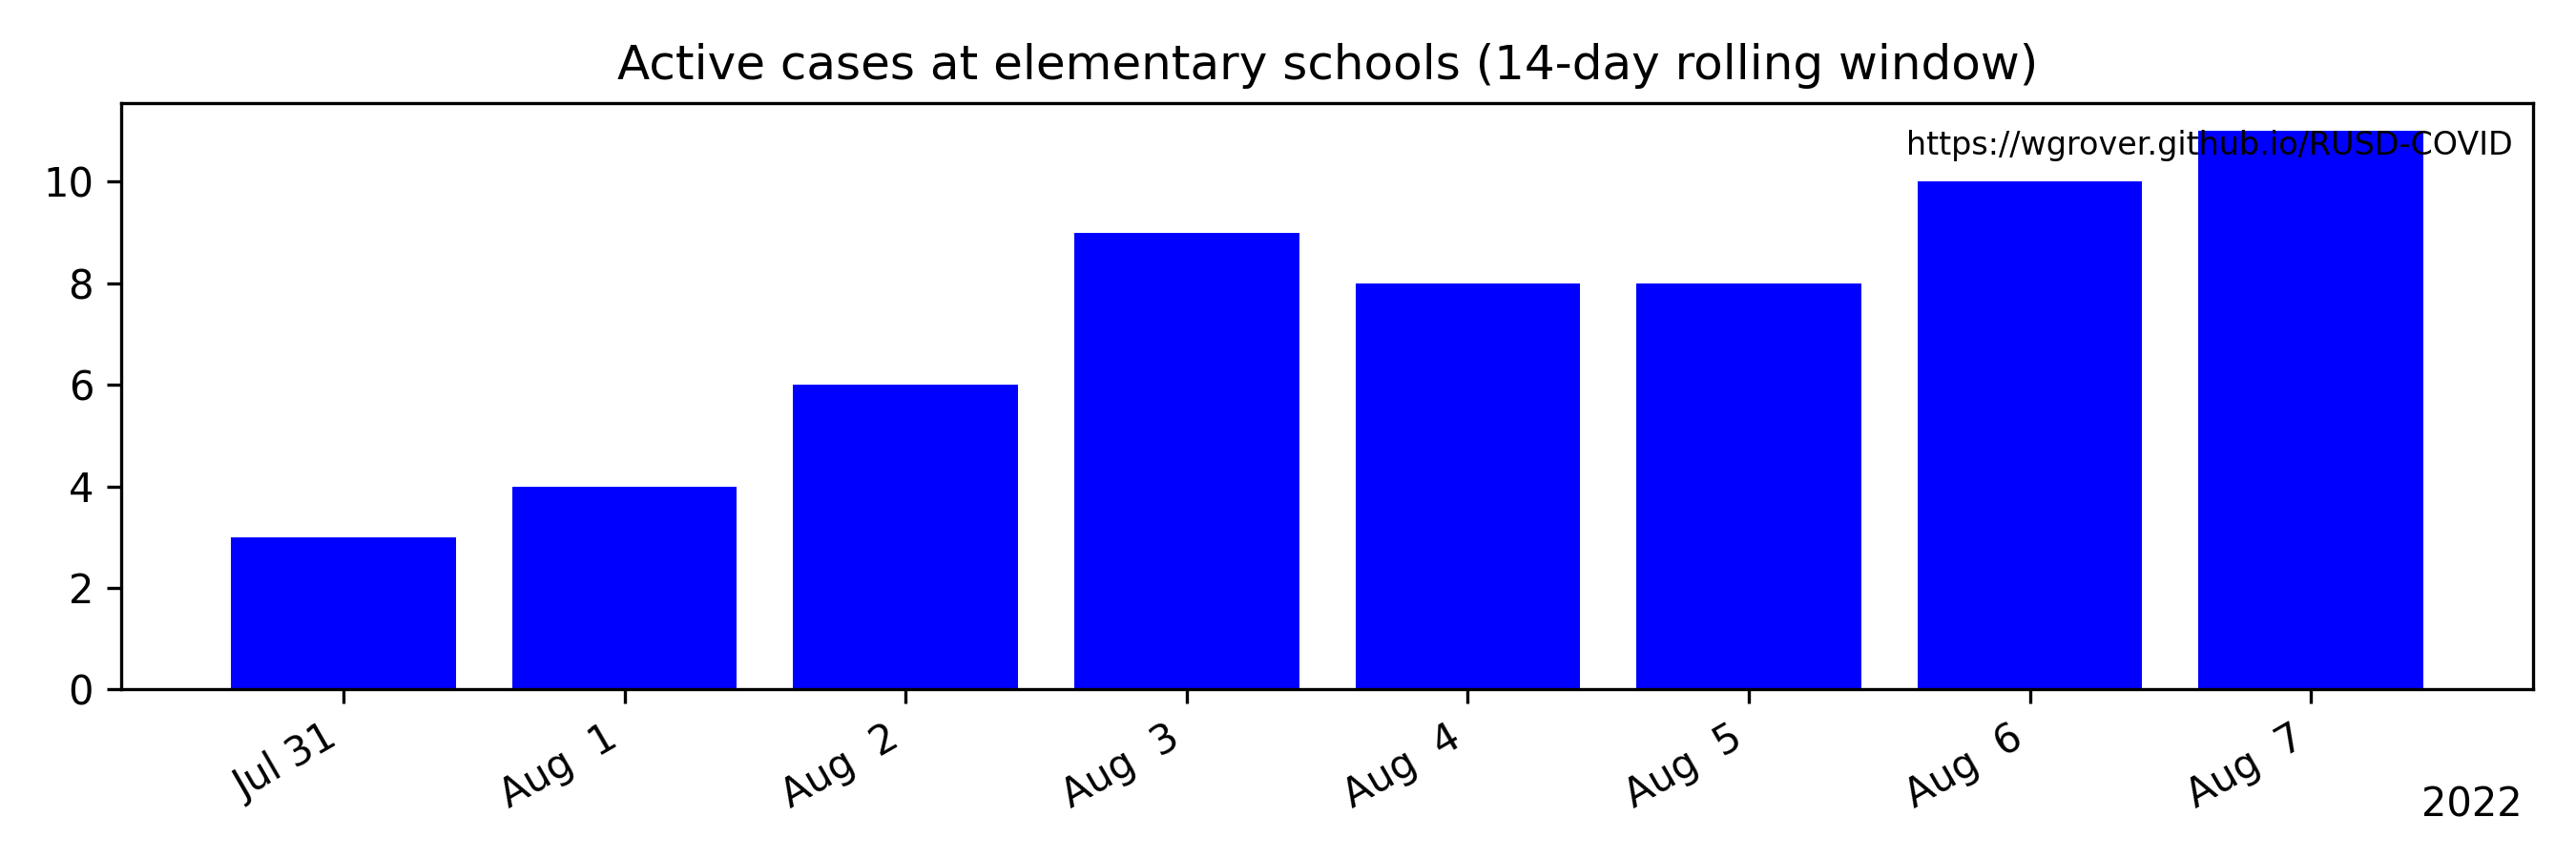 Active cases at elementary schools (14-day rolling window)
https://wgrover.github.io/RUSD-COVID
10
8
6
4
2
0
Jul 31
Aug 1
Aug 2
Aug 3
Aug 4
Aug 5
Aug 6
Aug 7
2022